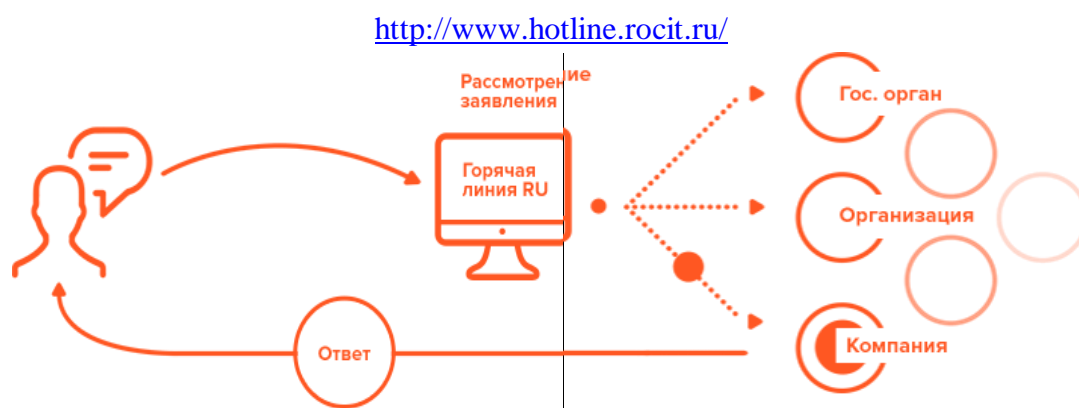 http://www.hotline.rocit.ru/
Рассмотрение
заявления
Гос. орган
Горячая
линия RU
Организация
Ответ
Компания